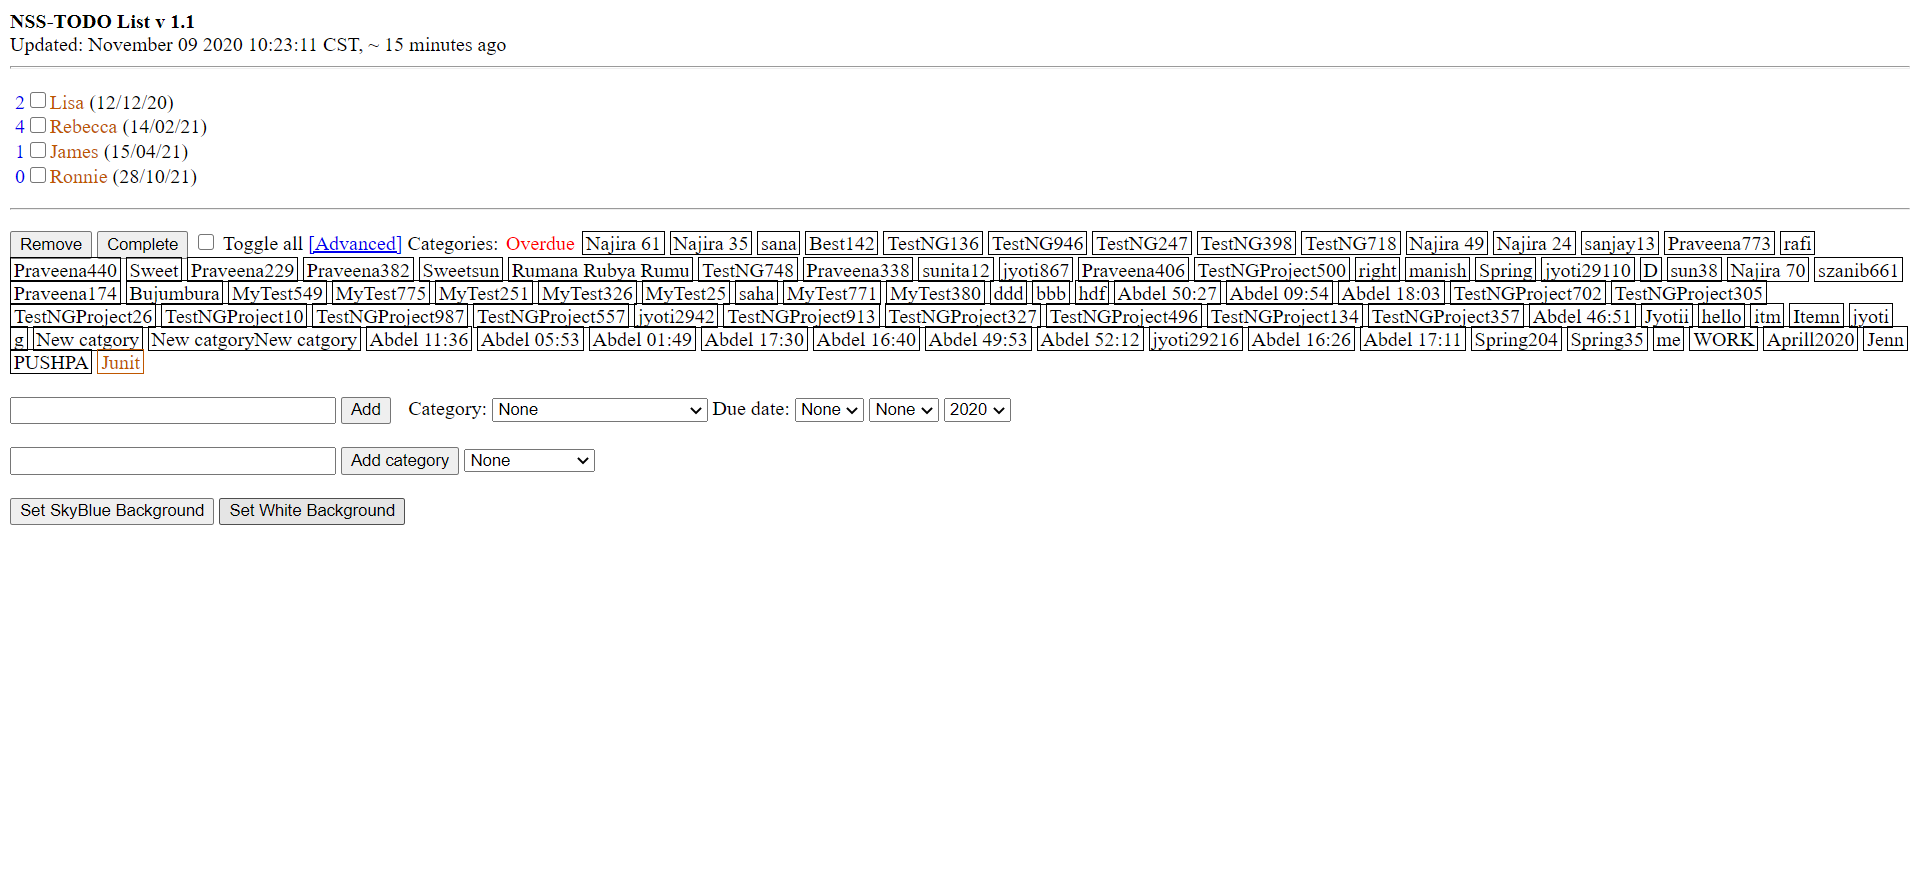 NSS-TODO List v 1.1
Updated: November 09 2020 10:23:11 CST, ~ 15 minutes ago
2 Lisa (12/12/20)
4 Rebecca (14/02/21)
1 James (15/04/21)
0 Ronnie (28/10/21)
Remove Complete Toggle all [Advanced] Categories: Overdue Najira 61 Najira 35 sana Best142 TestNG136 TestNG946 TestNG247 TestNG398 TestNG718 Najira 49 Najira 24 sanjay13 Praveena773 rafi
Praveena440 Sweet Praveena229 Praveena382 Sweetsun Rumana Rubya Rumu TestNG748 Praveena338 sunita12 jyoti867 Praveena406 TestNGProject500 right manish Spring jyoti29110 D sun38 Najira 70 szanib661
Praveena174 Bujumbura MyTest549 MyTest775 MyTest251 MyTest326 MyTest25 saha MyTest771 MyTest380 ddd bbb hdf Abdel 50:27 Abdel 09:54 Abdel 18:03 TestNGProject702 TestNGProject305
TestNGProject26 TestNGProject10 TestNGProject987 TestNGProject557 jyoti2942 TestNGProject913 TestNGProject327 TestNGProject496 TestNGProject134 TestNGProject357 Abdel 46:51 Jyotii hello itm Itemn jyoti
g New catgory New catgoryNew catgory Abdel 11:36 Abdel 05:53 Abdel 01:49 Abdel 17:30 Abdel 16:40 Abdel 49:53 Abdel 52:12 jyoti29216 Abdel 16:26 Abdel 17:11 Spring204 Spring35 me WORK Aprill2020 Jenn
PUSHPA Junit
Add Category: None Due date: None None 2020
Add category None
Set SkyBlue Background Set White Background